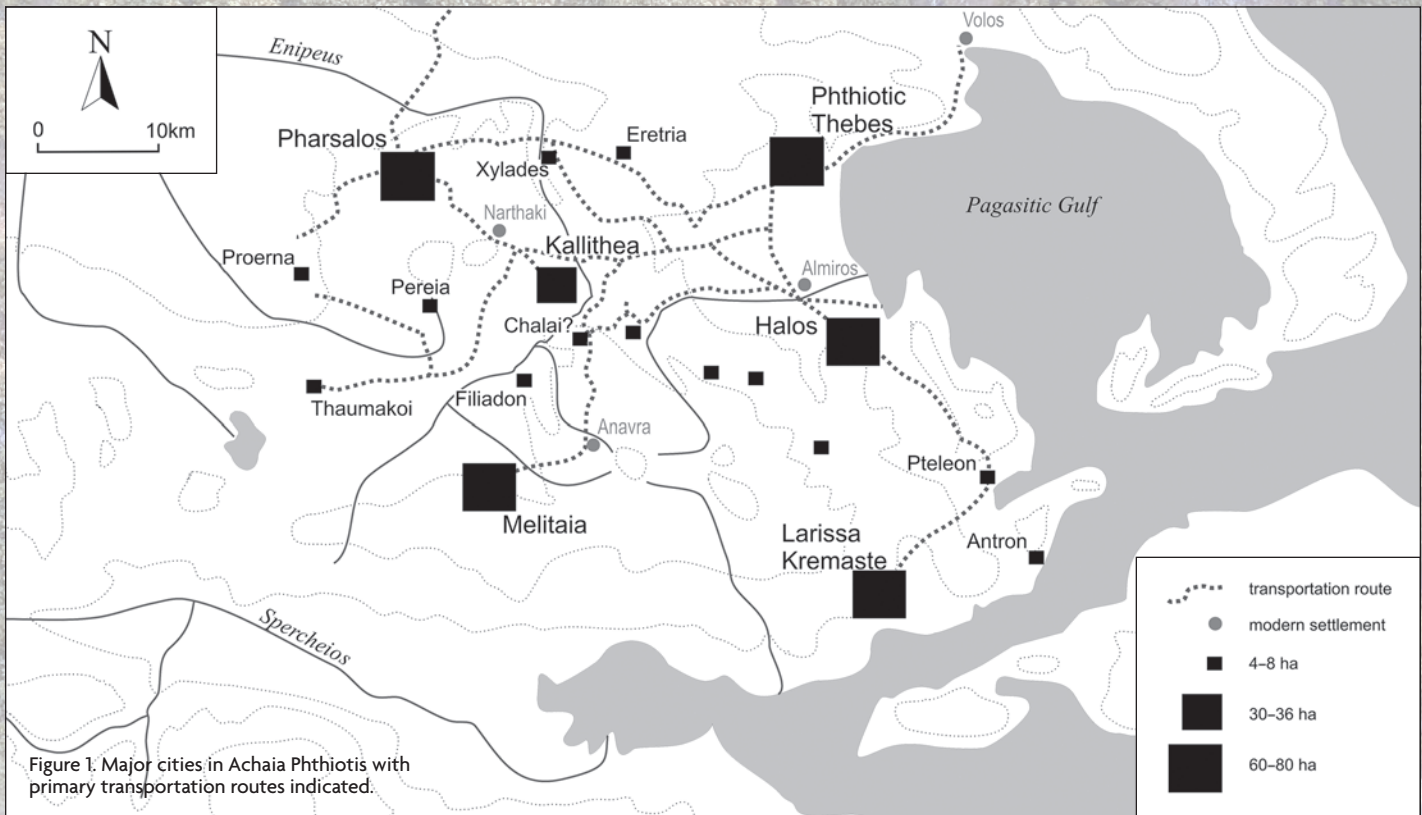 N
0 10km
Enipeus
Volos
Phthiotic
Thebes
Pharsalos
Eretria
Xylades
Narthaki
Pagasitic Gulf
Kallithea
Proerna
Pereia
Almiros
Chalai?
Halos
Filiadon
Thaumakoi
Anavra
Pteleon
Melitaia
Larissa
Kremaste
Antron
Spercheios
transportation route
modern settlement
4–8 ha
30–36 ha
60–80 ha
Figure 1. Major cities in Achaia Phthiotis with
primary transportation routes indicated.